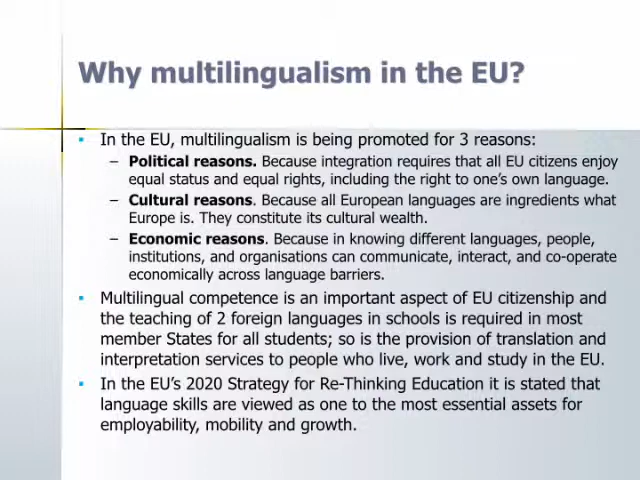 Why multilingualism in the EU?
▪ In the EU, multilingualism is being promoted for 3 reasons:
– Political reasons. Because integration requires that all EU citizens enjoy
equal status and equal rights, including the right to one's own language.
– Cultural reasons. Because all European languages are ingredients what
Europe is. They constitute its cultural wealth.
– Economic reasons. Because in knowing different languages, people,
institutions, and organisations can communicate, interact, and co-operate
economically across language barriers.
▪ Multilingual competence is an important aspect of EU citizenship and
the teaching of 2 foreign languages in schools is required in most
member States for all students; so is the provision of translation and
interpretation services to people who live, work and study in the EU.
▪ In the EU's 2020 Strategy for Re-Thinking Education it is stated that
language skills are viewed as one to the most essential assets for
employability, mobility and growth.